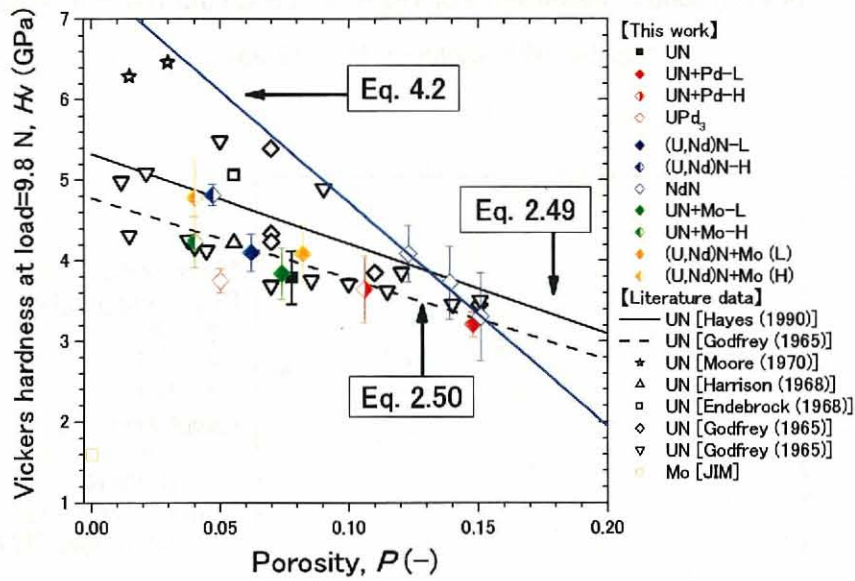 Vickers hardness at load=9.8 N, Hv (GPa)
7
6
5
4
3
2
1
0.00
0.05
0.10
0.15
0.20
Porosity, P (-)
Eq. 4.2
Eq. 2.49
Eq. 2.50
【This work】
UN
UN+Pd-L
UN+Pd-H
UPd₃
(U,Nd)N-L
(U,Nd)N-H
NdN
UN+Mo-L
UN+Mo-H
(U,Nd)N+Mo (L)
(U,Nd)N+Mo (H)
【Literature data】
UN [Hayes (1990)]
UN [Godfrey (1965)]
UN [Moore (1970)]
UN [Harrison (1968)]
UN [Endebrock (1968)]
UN [Godfrey (1965)]
UN [Godfrey (1965)]
Mo [JIM]